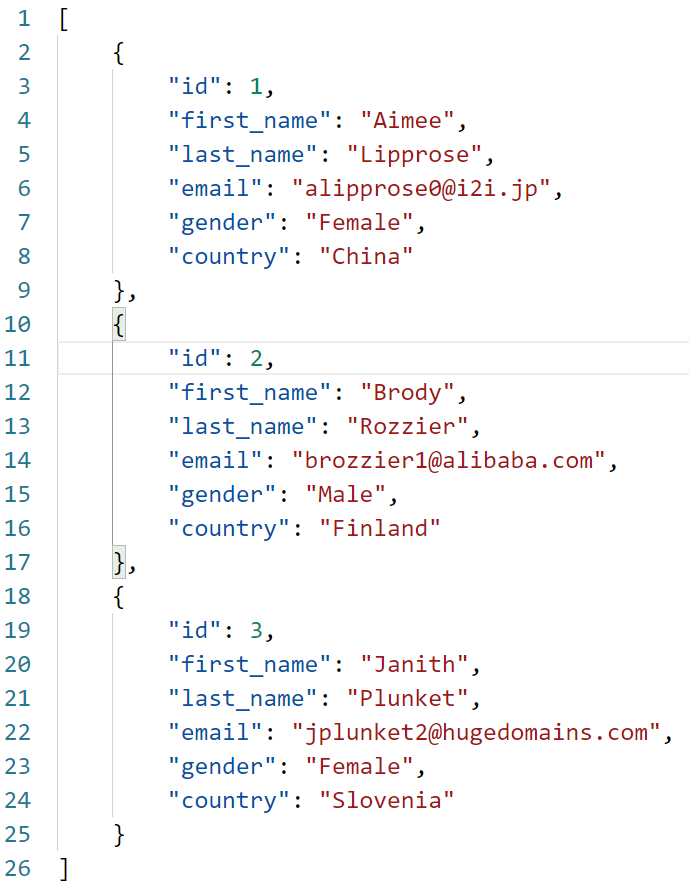 1 [
2     {
3         "id": 1,
4         "first_name": "Aimee",
5         "last_name": "Lipprose",
6         "email": "alipprose0@i2i.jp",
7         "gender": "Female",
8         "country": "China"
9     },
10     {
11         "id": 2,
12         "first_name": "Brody",
13         "last_name": "Rozzier",
14         "email": "brozzier1@alibaba.com",
15         "gender": "Male",
16         "country": "Finland"
17     },
18     {
19         "id": 3,
20         "first_name": "Janith",
21         "last_name": "Plunket",
22         "email": "jplunket2@hugedomains.com",
23         "gender": "Female",
24         "country": "Slovenia"
25     }
26 ]